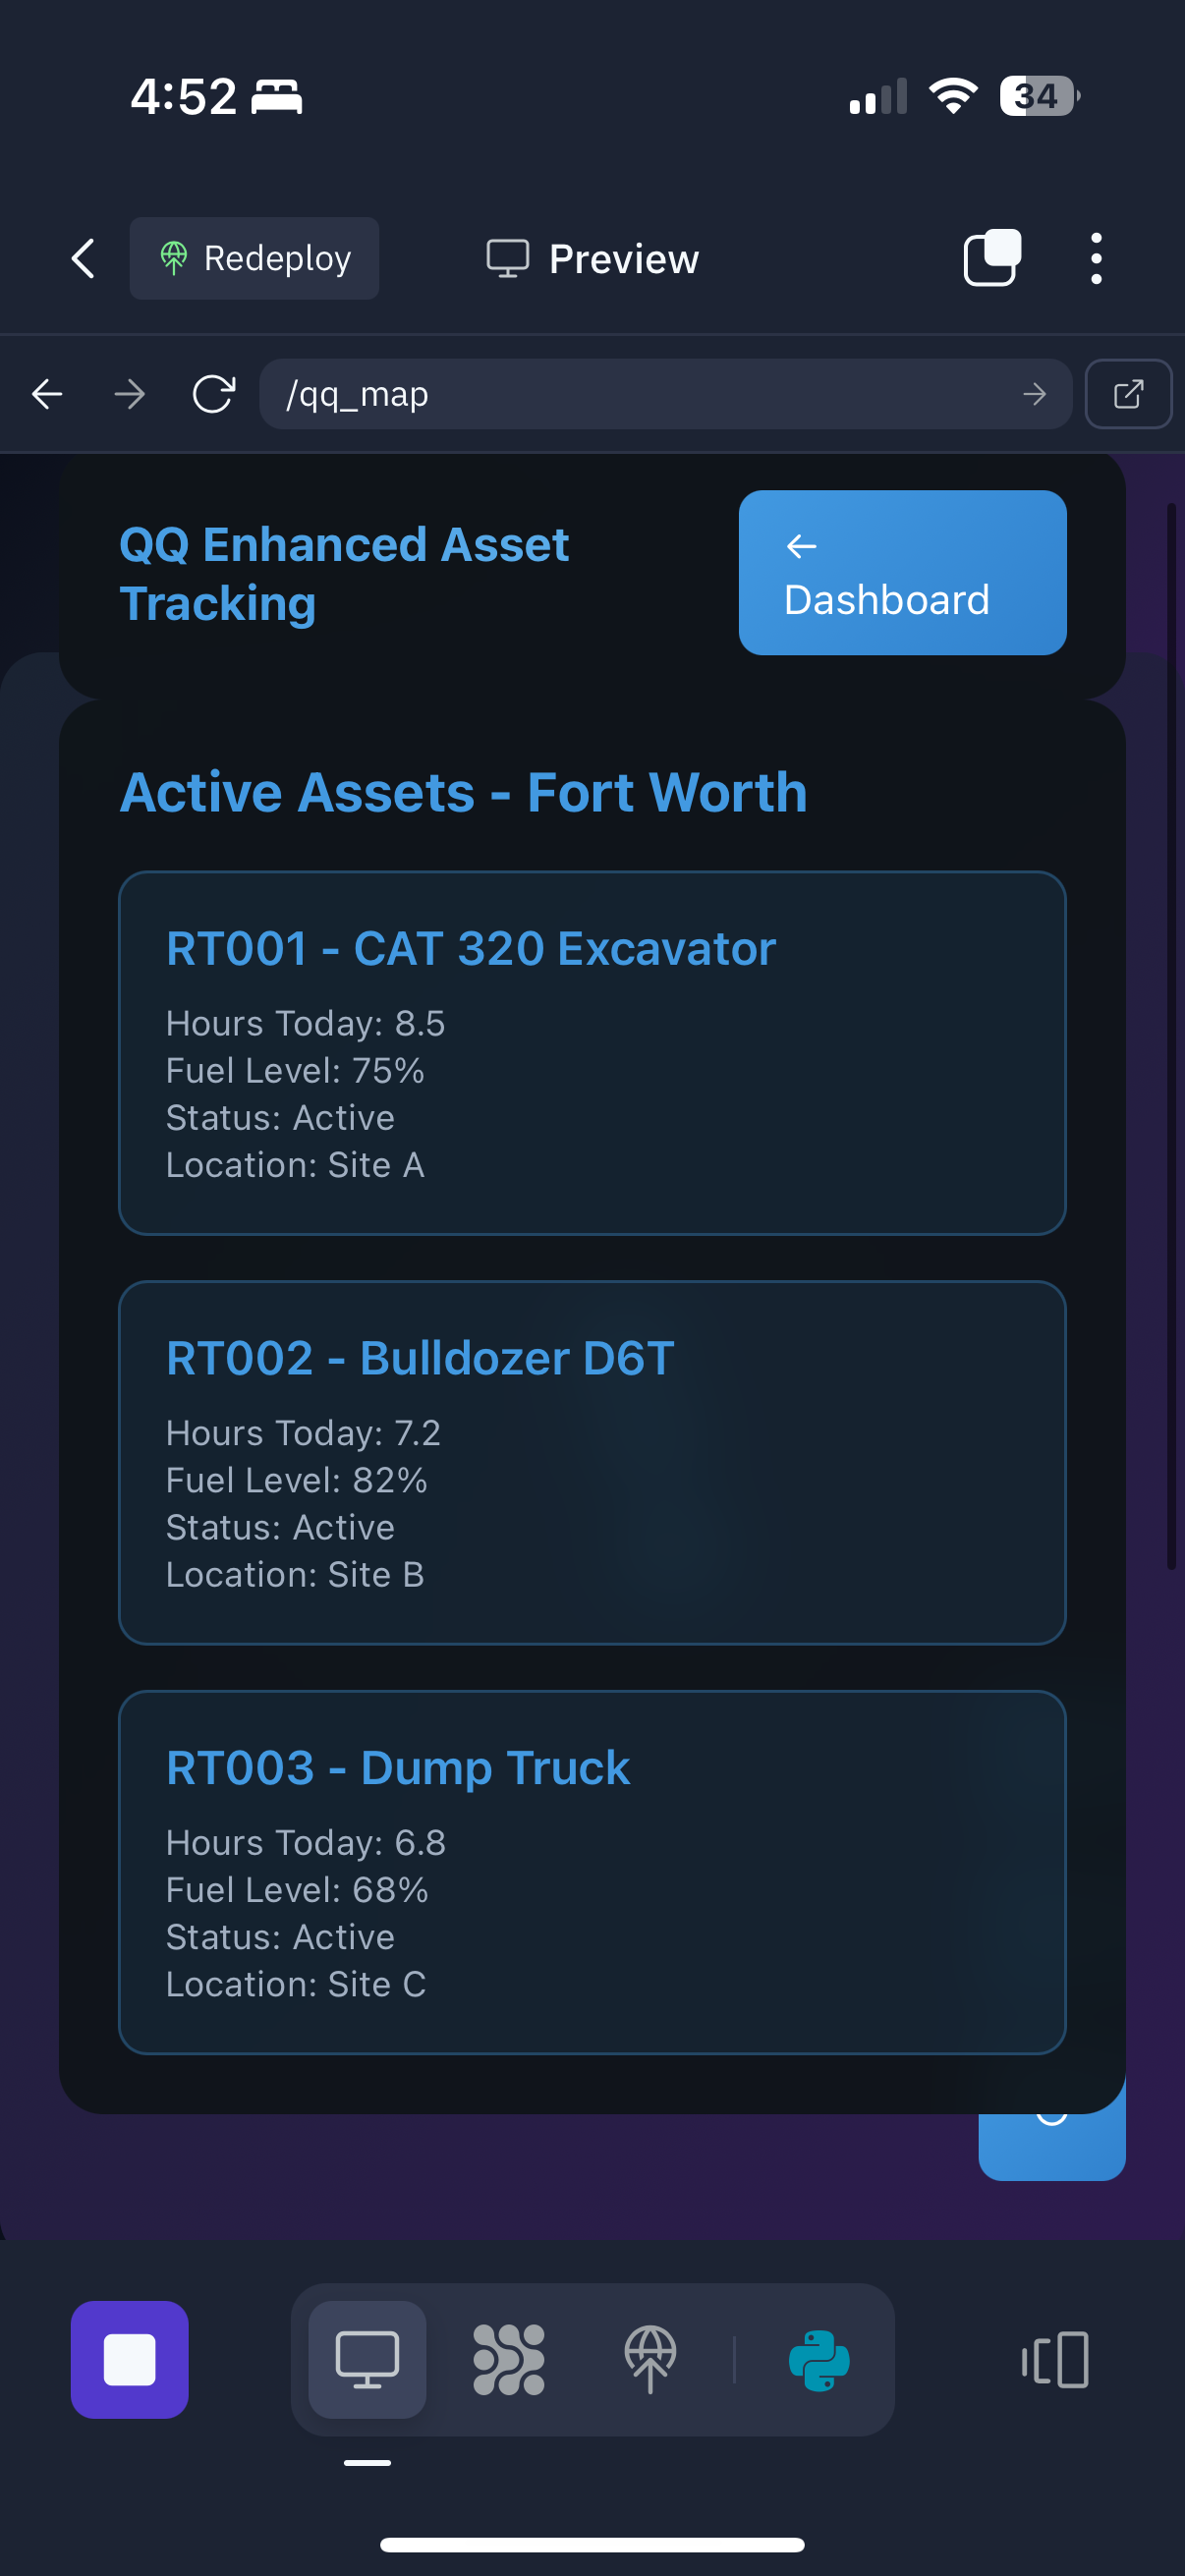 4:52
34
Redeploy
Preview
/qq_map
QQ Enhanced Asset
Tracking
←
Dashboard
Active Assets - Fort Worth
RT001 - CAT 320 Excavator
Hours Today: 8.5
Fuel Level: 75%
Status: Active
Location: Site A
RT002 - Bulldozer D6T
Hours Today: 7.2
Fuel Level: 82%
Status: Active
Location: Site B
RT003 - Dump Truck
Hours Today: 6.8
Fuel Level: 68%
Status: Active
Location: Site C